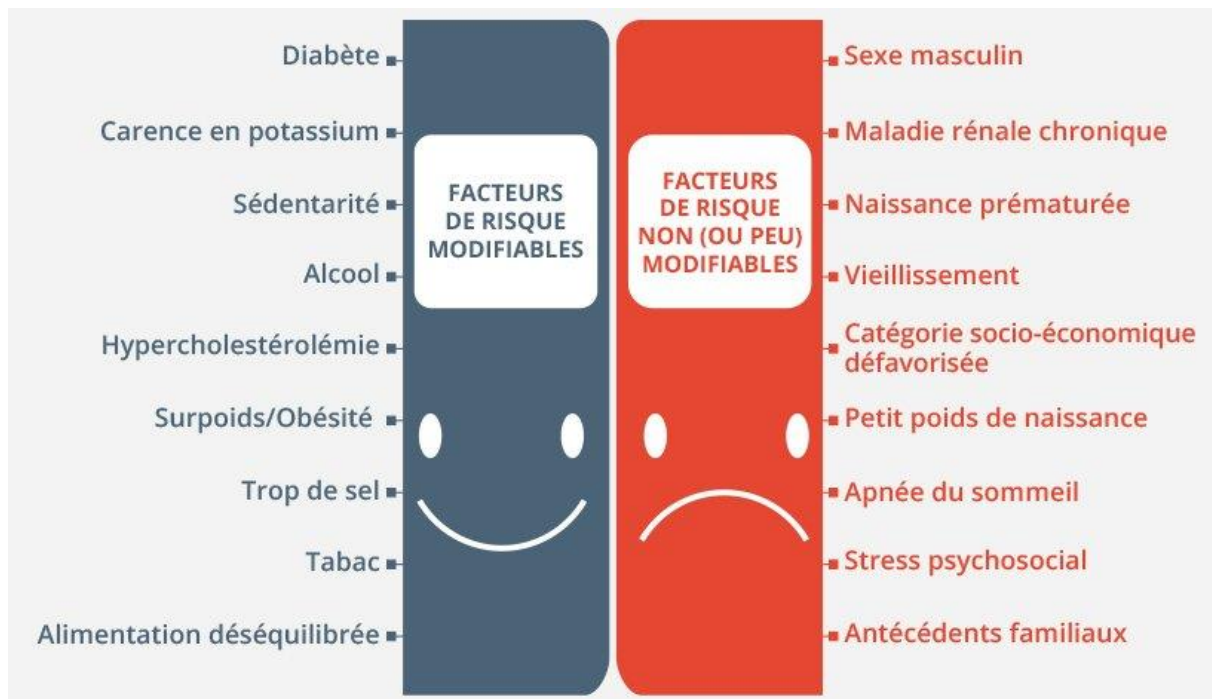 Diabète
Carence en potassium
Sédentarité
Alcool
Hypercholestérolémie
Surpoids/Obésité
Trop de sel
Tabac
Alimentation déséquilibrée
FACTEURS
DE RISQUE
MODIFIABLES
FACTEURS
DE RISQUE
NON (OU PEU)
MODIFIABLES
Sexe masculin
Maladie rénale chronique
Naissance prématurée
Vieillissement
Catégorie socio-économique
défavorisée
Petit poids de naissance
Apnée du sommeil
Stress psychosocial
Antécédents familiaux